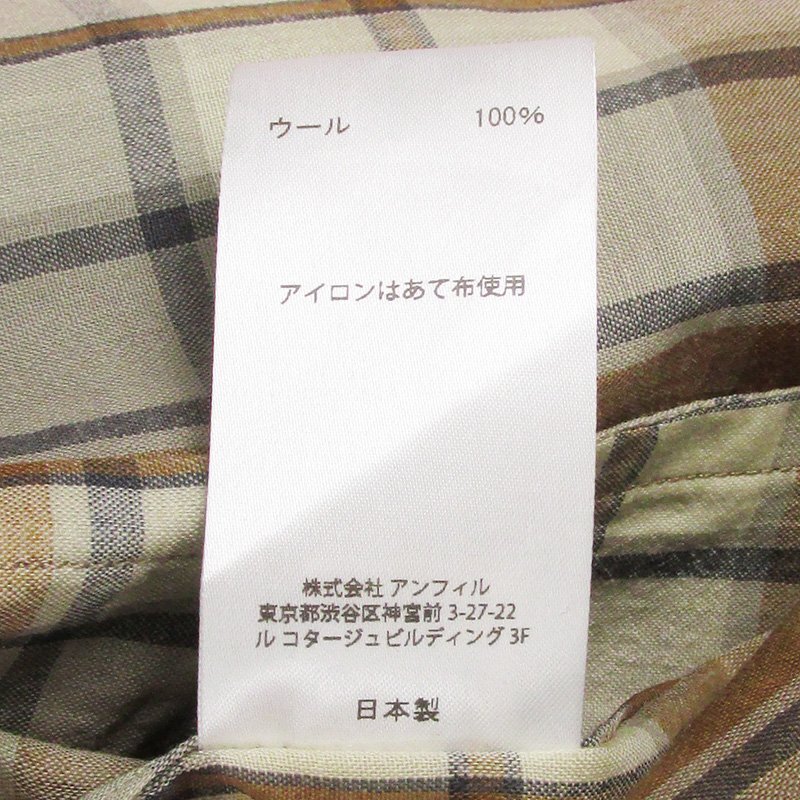 ウール 100%
アイロンはあて布使用
株式会社 アンフィル
東京都渋谷区神宮前 3-27-22
ル コタージュビルディング 3F
日本製